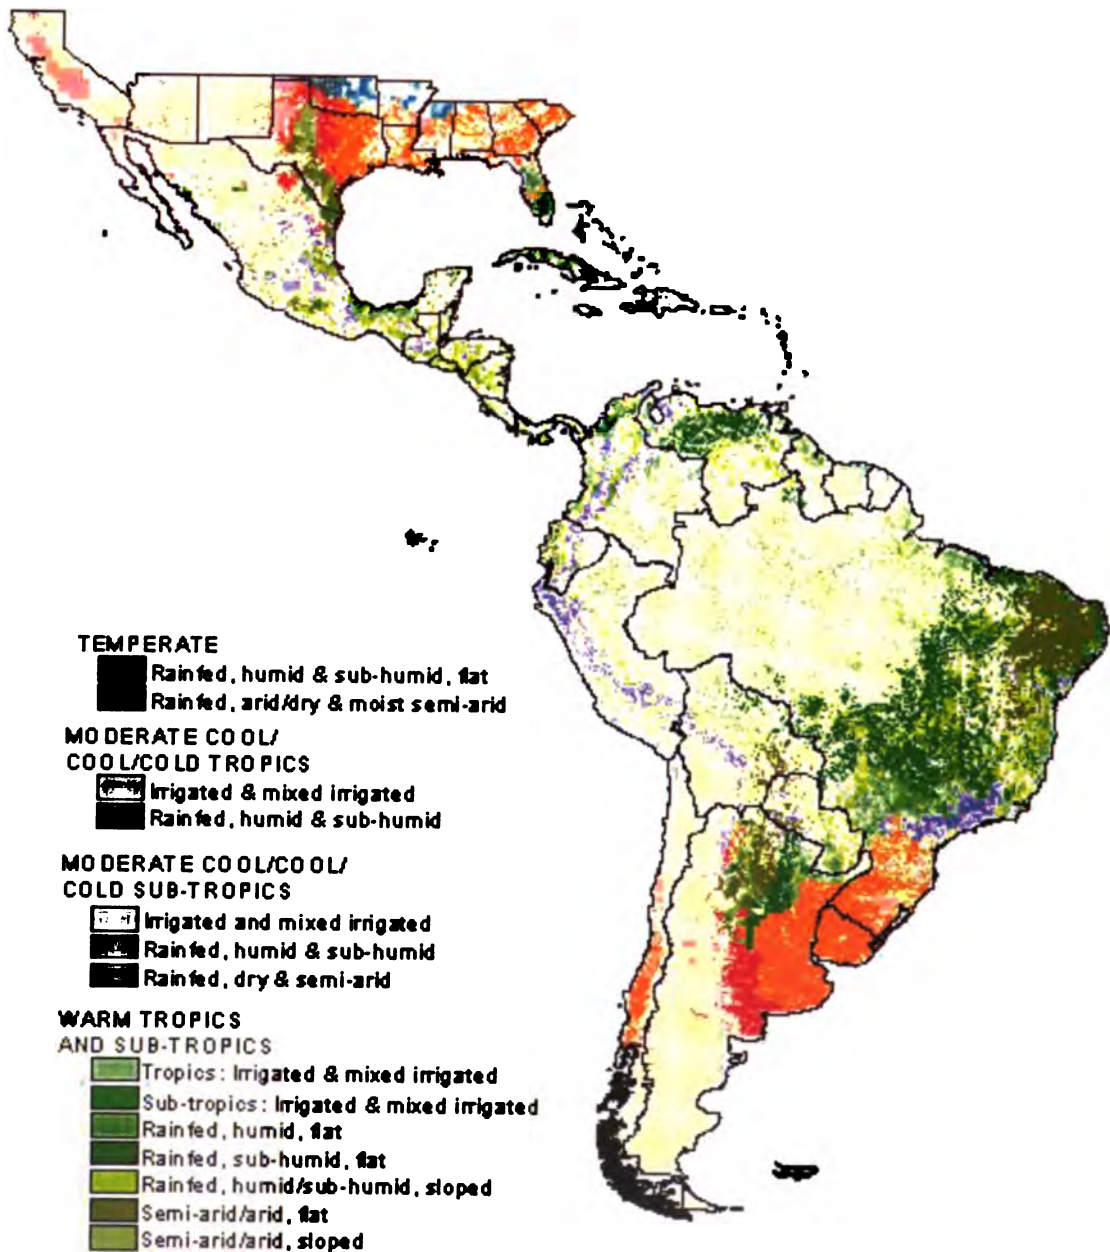 TEMPERATE
Rainfed, humid & sub-humid, flat
Rainfed, arid/dry & moist semi-arid
MODERATE COOL/
COOL/COLD TROPICS
Irrigated & mixed irrigated
Rainfed, humid & sub-humid
MODERATE COOL/COOL/
COLD SUB-TROPICS
Irrigated and mixed irrigated
Rainfed, humid & sub-humid
Rainfed, dry & semi-arid
WARM TROPICS
AND SUB-TROPICS
Tropics: Irrigated & mixed irrigated
Sub-tropics: Irrigated & mixed irrigated
Rainfed, humid, flat
Rainfed, sub-humid, flat
Rainfed, humid/sub-humid, sloped
Semi-arid/arid, flat
Semi-arid/arid, sloped